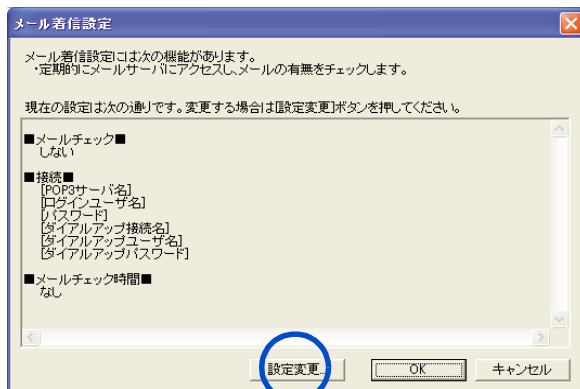 メール着信設定
メール着信設定には次の機能があります。
・定期的にメールサーバにアクセスし、メールの有無をチェックします。
現在の設定は次の通りです。変更する場合は[設定変更]ボタンを押してください。
■メールチェック■
しない
■接続■
[POP3サーバ名]
[ログインユーザ名]
[パスワード]
[ダイアルアップ接続名]
[ダイアルアップユーザ名]
[ダイアルアップパスワード]
■メールチェック時間■
なし
設定変更... OK キャンセル